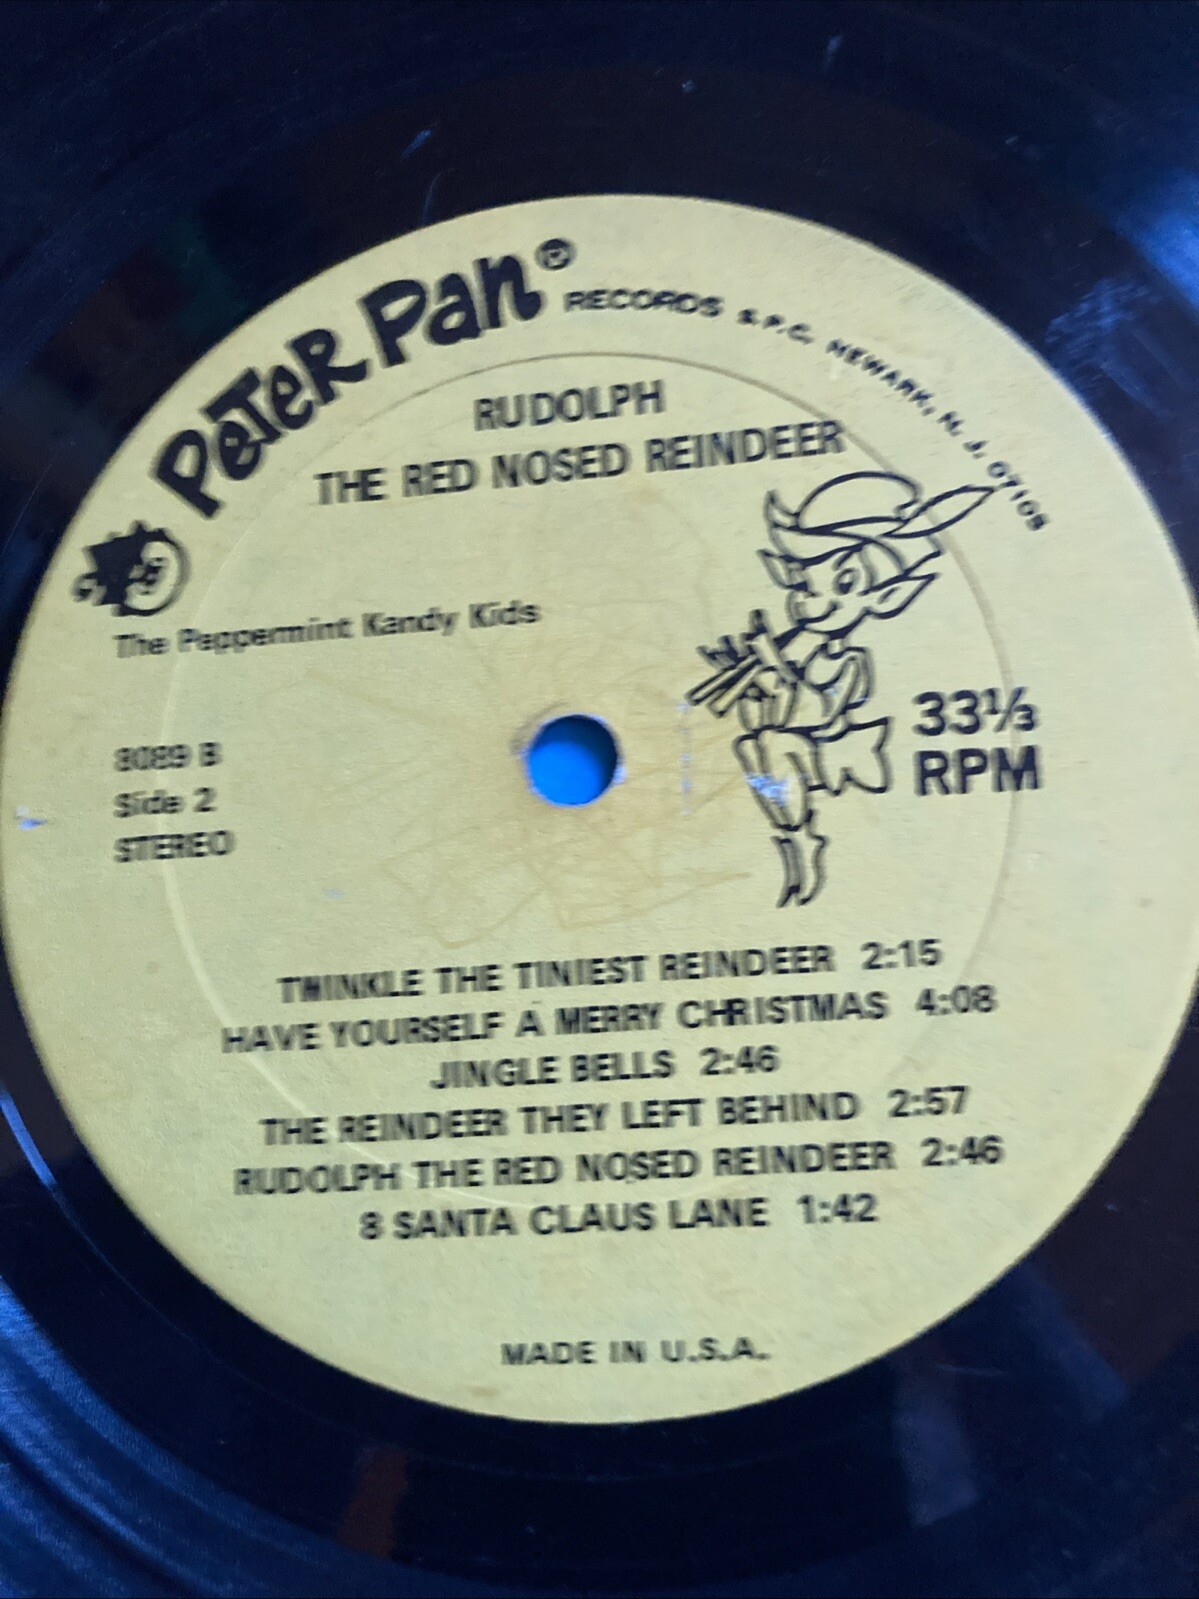 PETER PAN® RECORDS & P.C. NEWARK, N. J. 07105
RUDOLPH
THE RED NOSED REINDEER
The Peppermint Kandy Kids
33⅓
RPM
8089 B
Side 2
STEREO
TWINKLE THE TINIEST REINDEER 2:15
HAVE YOURSELF A MERRY CHRISTMAS 4:08
JINGLE BELLS 2:46
THE REINDEER THEY LEFT BEHIND 2:57
RUDOLPH THE RED NOSED REINDEER 2:46
8 SANTA CLAUS LANE 1:42
MADE IN U.S.A.